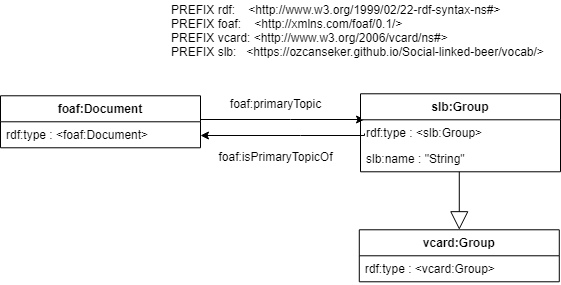 PREFIX rdf: <http://www.w3.org/1999/02/22-rdf-syntax-ns#>
PREFIX foaf: <http://xmlns.com/foaf/0.1/>
PREFIX vcard: <http://www.w3.org/2006/vcard/ns#>
PREFIX slb: <https://ozcanseker.github.io/Social-linked-beer/vocab/>
foaf:Document
rdf:type : <foaf:Document>
foaf:primaryTopic
foaf:isPrimaryTopicOf
slb:Group
rdf:type : <slb:Group>
slb:name : "String"
vcard:Group
rdf:type : <vcard:Group>